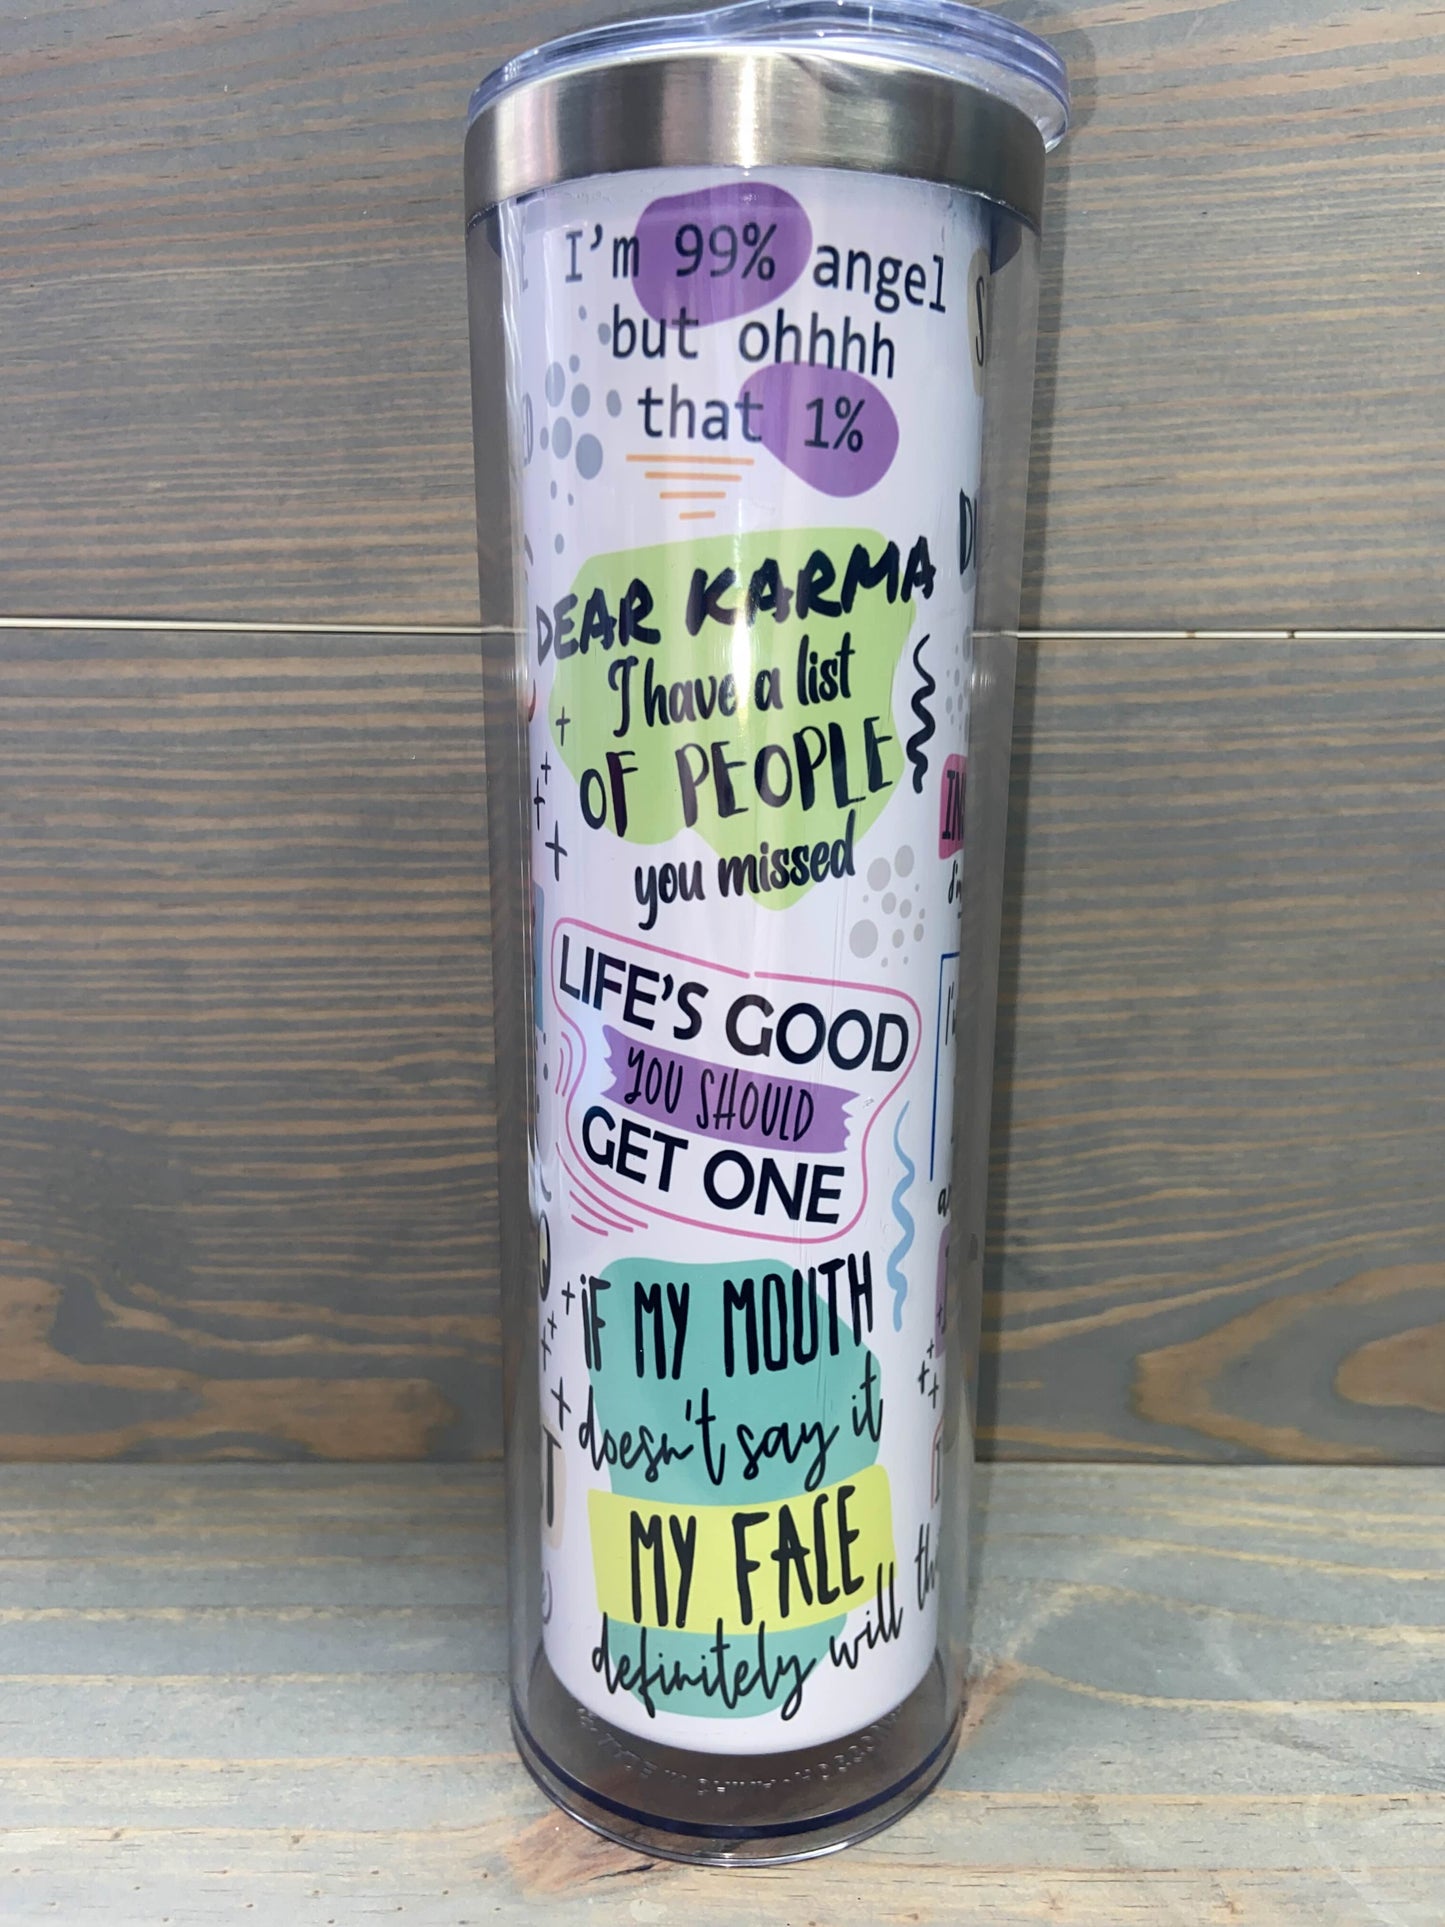 I'm 99% angel
but ohhhh
that 1%
DEAR KARMA
I have a list
OF PEOPLE
you missed
LIFE'S GOOD
YOU SHOULD
GET ONE
iF MY MOUTH
doesn't say it
MY FACE
definitely will